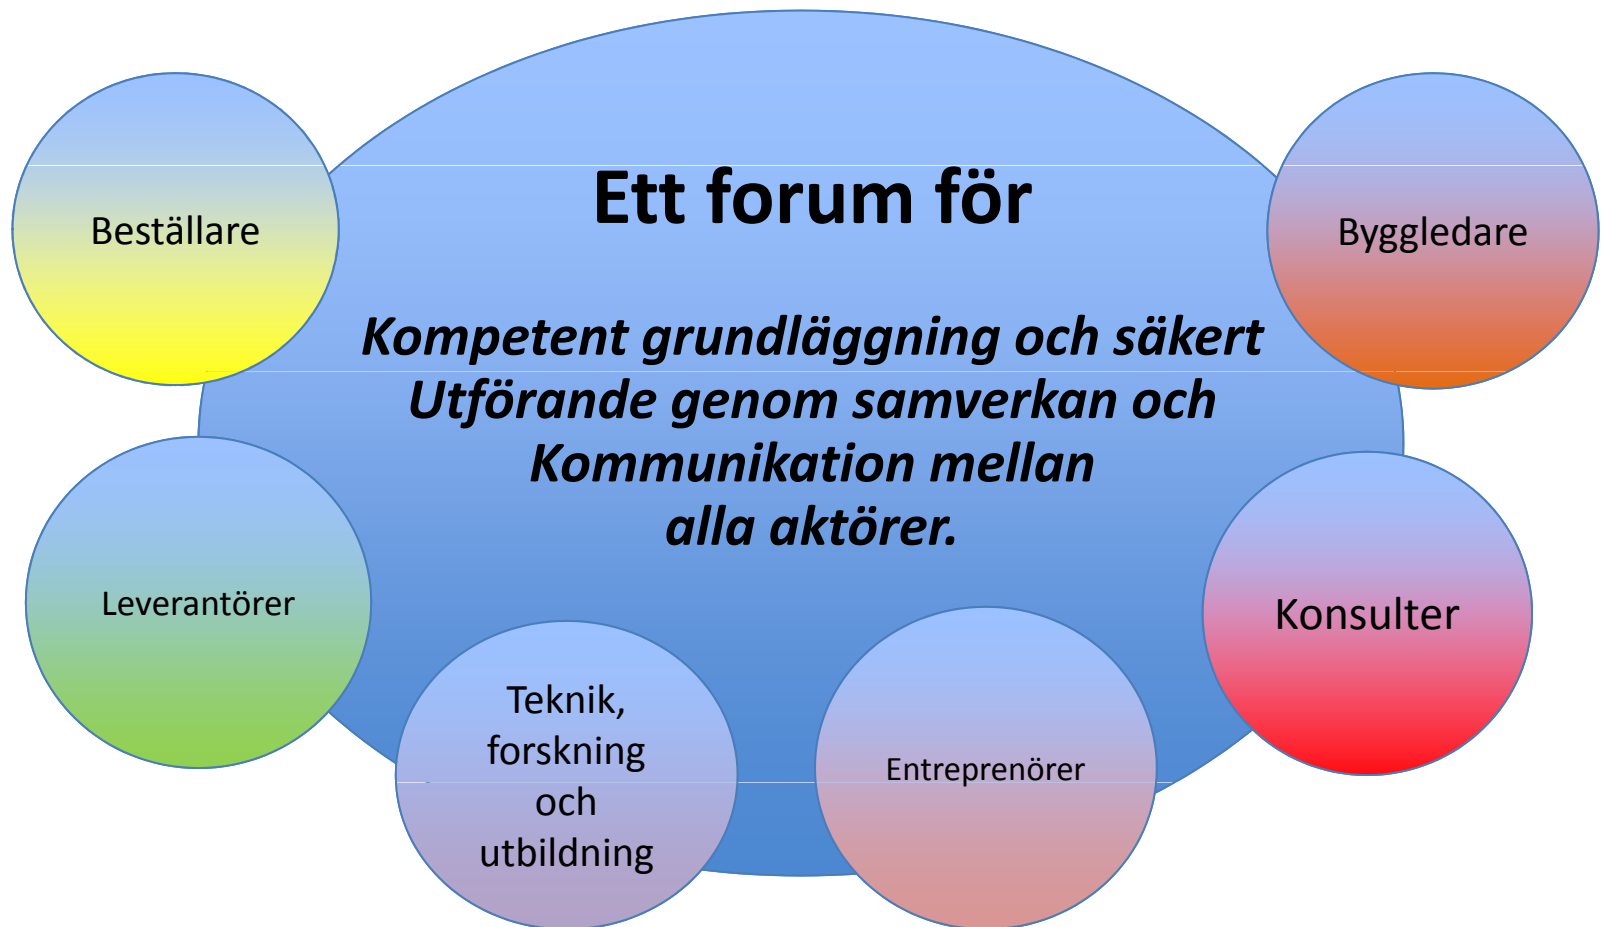 Ett forum för
Kompetent grundläggning och säkert
Utförande genom samverkan och
Kommunikation mellan
alla aktörer.
Beställare
Byggledare
Leverantörer
Konsulter
Teknik,
forskning
och
utbildning
Entreprenörer